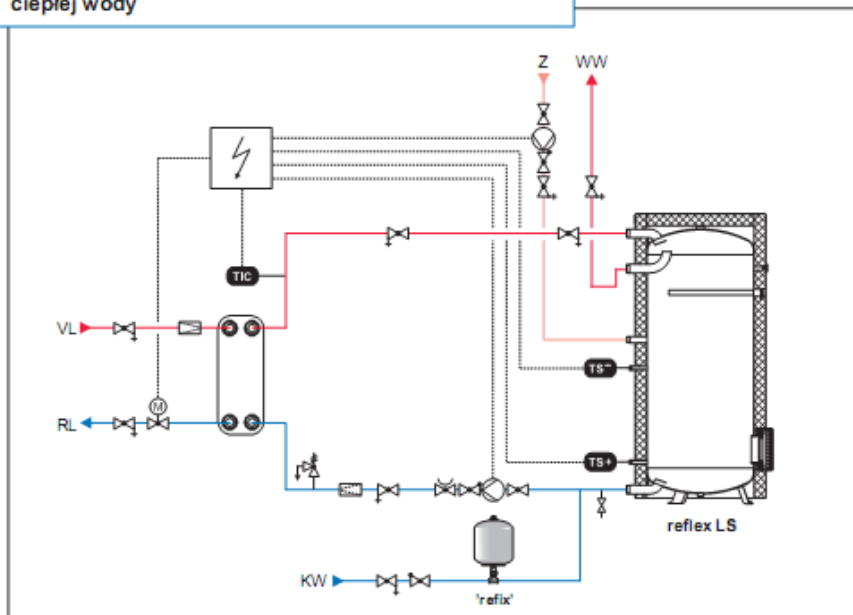 ciepłej wody
Z
WW
TIC
VL
TS-
M
RL
TS+
reflex LS
KW
'refix'